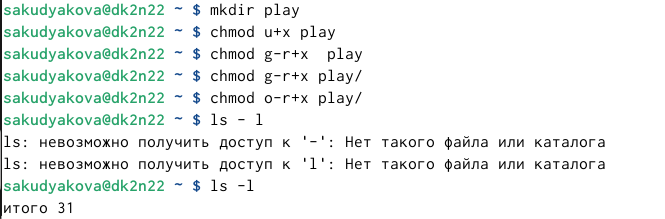 sakudyakova@dk2n22 ~ $ mkdir play
sakudyakova@dk2n22 ~ $ chmod u+x play
sakudyakova@dk2n22 ~ $ chmod g-r+x  play
sakudyakova@dk2n22 ~ $ chmod g-r+x play/
sakudyakova@dk2n22 ~ $ chmod o-r+x play/
sakudyakova@dk2n22 ~ $ ls - l
ls: невозможно получить доступ к '-': Нет такого файла или каталога
ls: невозможно получить доступ к 'l': Нет такого файла или каталога
sakudyakova@dk2n22 ~ $ ls -l
итого 31